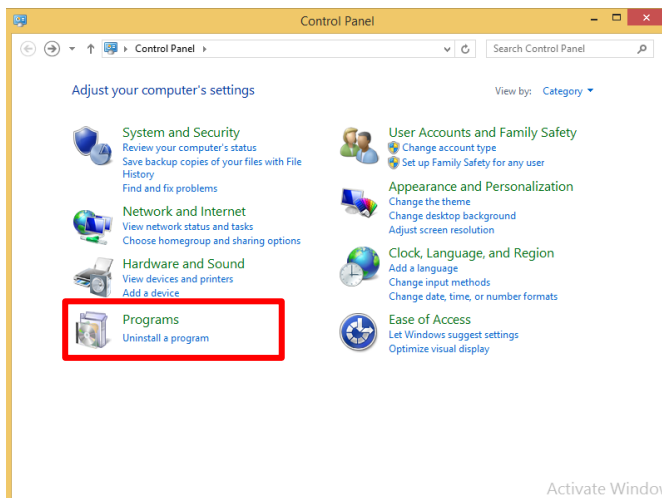 Control Panel
Control Panel
Search Control Panel
Adjust your computer's settings
View by: Category
System and Security
Review your computer's status
Save backup copies of your files with File
History
Find and fix problems
Network and Internet
View network status and tasks
Choose homegroup and sharing options
Hardware and Sound
View devices and printers
Add a device
Programs
Uninstall a program
User Accounts and Family Safety
Change account type
Set up Family Safety for any user
Appearance and Personalization
Change the theme
Change desktop background
Adjust screen resolution
Clock, Language, and Region
Add a language
Change input methods
Change date, time, or number formats
Ease of Access
Let Windows suggest settings
Optimize visual display
Activate Window